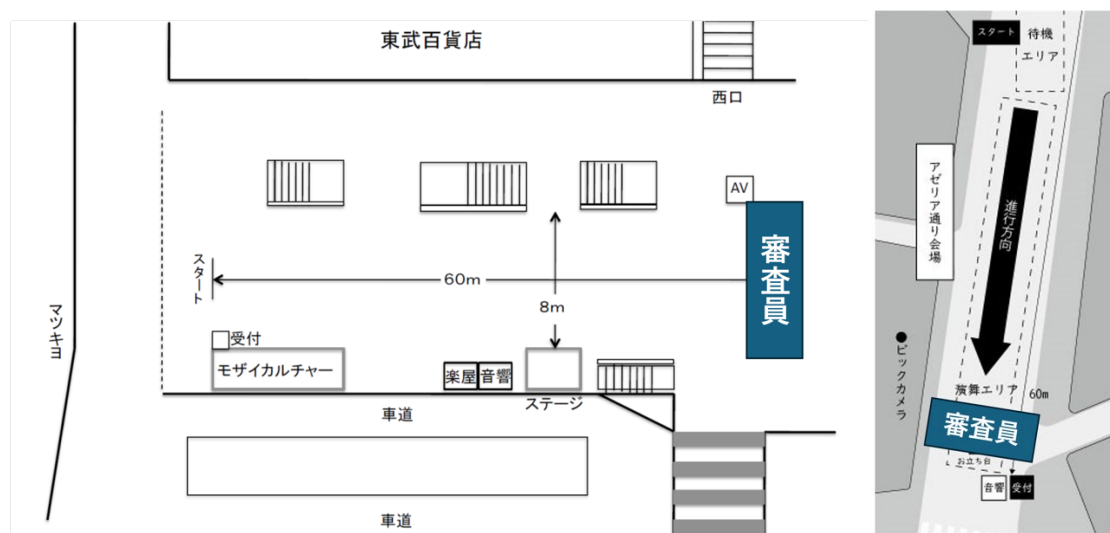 東武百貨店
西口
AV
審査員
スタート
60m
8m
マツキヨ
受付
モザイカルチャー
楽屋
音響
ステージ
車道
車道
スタート
待機
エリア
アゼリア通り会場
進行方向
●ビックカメラ
演舞エリア
60m
審査員
お立ち台
音響
受付